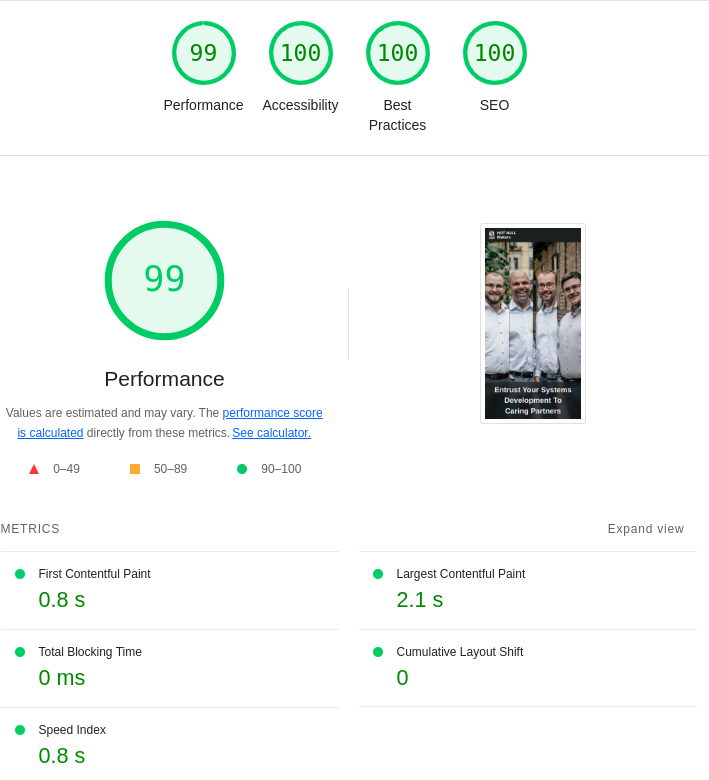 99
100
100
100
Performance
Accessibility
Best
Practices
SEO
99
Performance
Values are estimated and may vary. The performance score
is calculated directly from these metrics. See calculator.
0–49
50–89
90–100
NOT NULL
Makers
Entrust Your Systems
Development To
Caring Partners
METRICS
Expand view
First Contentful Paint
0.8 s
Largest Contentful Paint
2.1 s
Total Blocking Time
0 ms
Cumulative Layout Shift
0
Speed Index
0.8 s